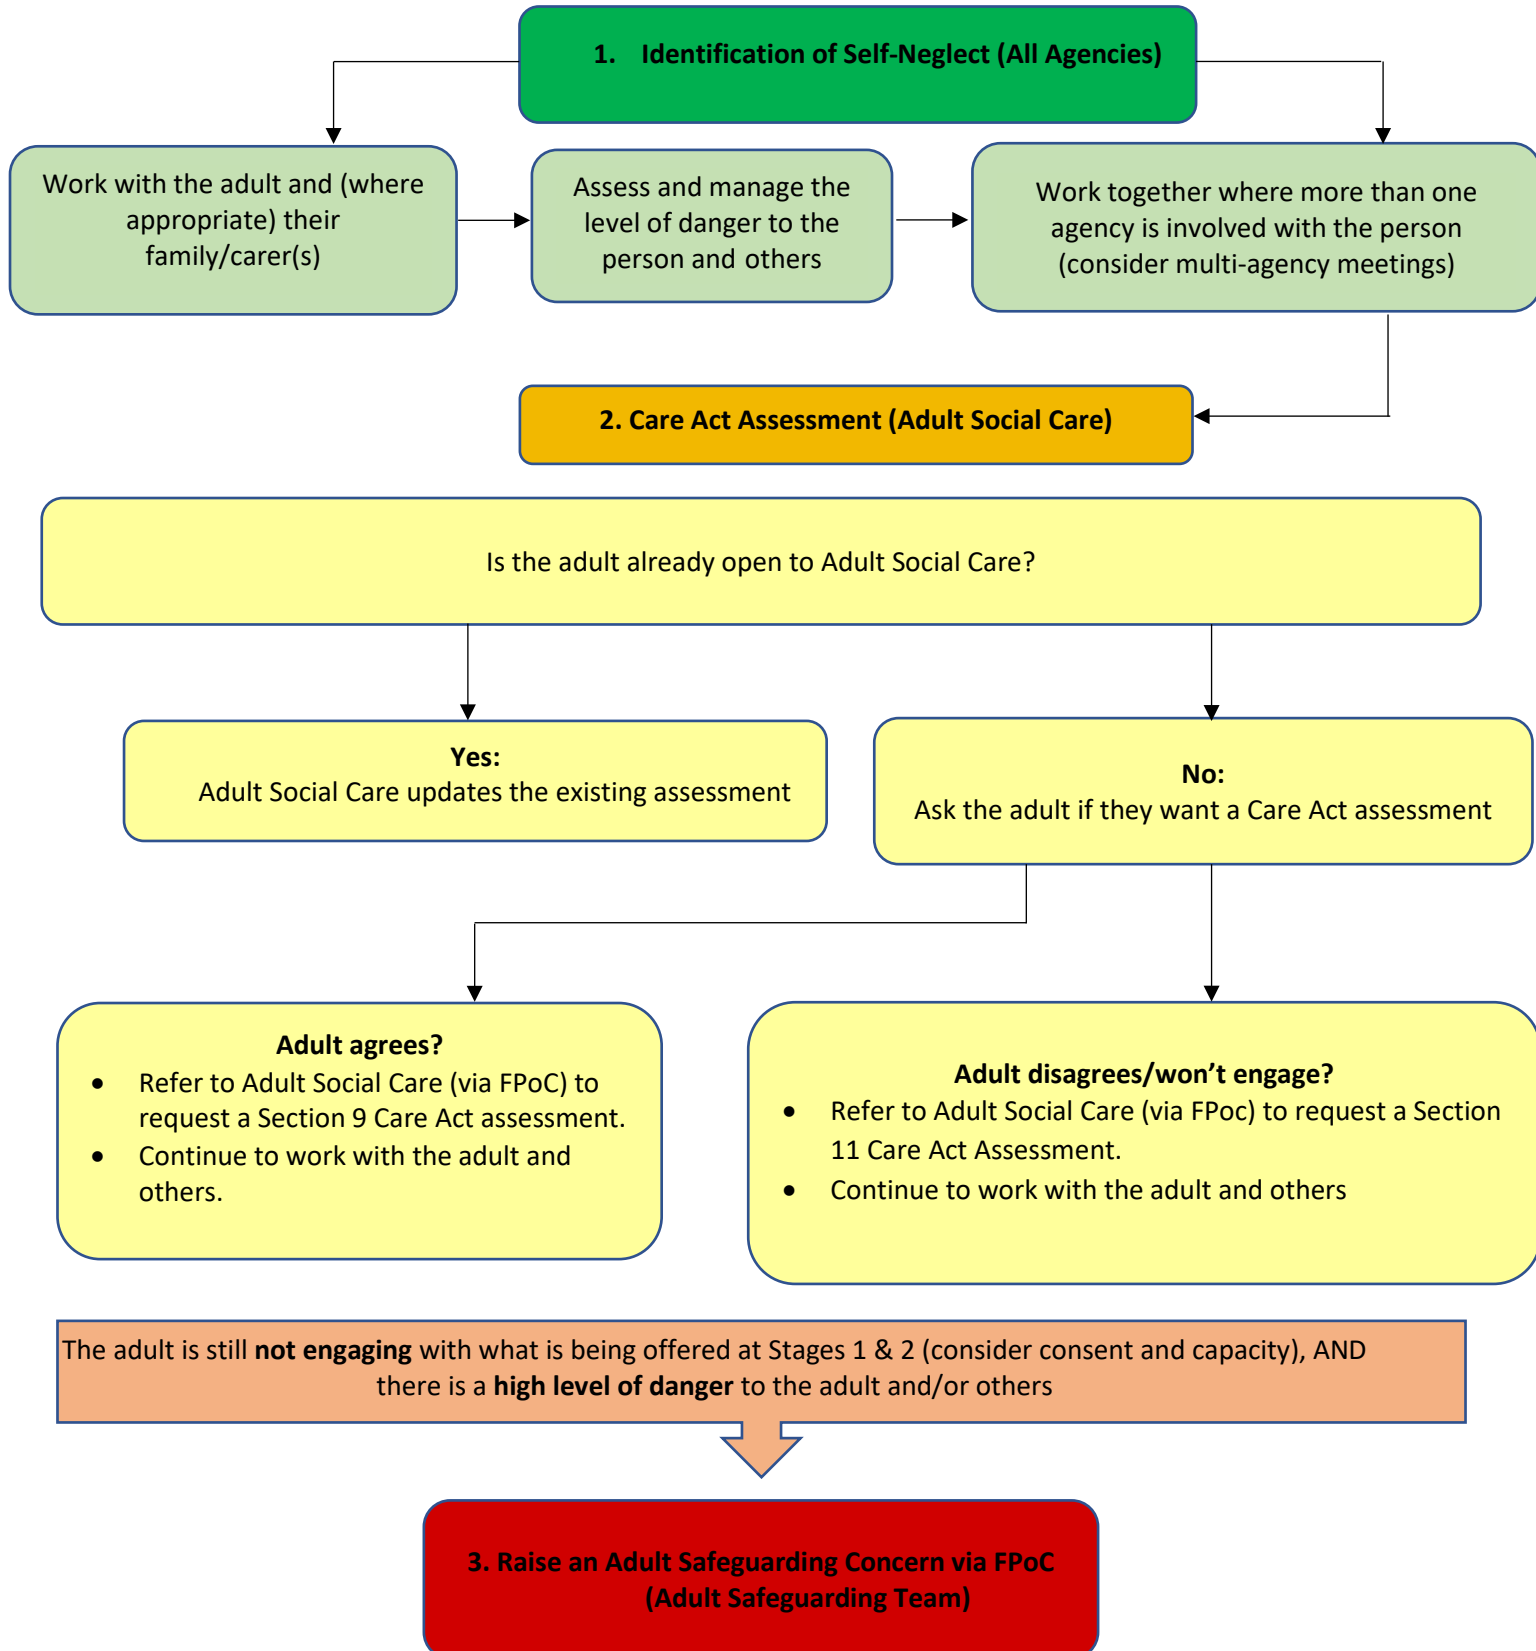 1. Identification of Self-Neglect (All Agencies)
Work with the adult and (where
appropriate) their
family/carer(s)
Assess and manage the
level of danger to the
person and others
Work together where more than one
agency is involved with the person
(consider multi-agency meetings)
2. Care Act Assessment (Adult Social Care)
Is the adult already open to Adult Social Care?
Yes:
Adult Social Care updates the existing assessment
No:
Ask the adult if they want a Care Act assessment
Adult agrees?
• Refer to Adult Social Care (via FPoC) to
request a Section 9 Care Act assessment.
• Continue to work with the adult and
others.
Adult disagrees/won’t engage?
• Refer to Adult Social Care (via FPoc) to request a Section
11 Care Act Assessment.
• Continue to work with the adult and others
The adult is still not engaging with what is being offered at Stages 1 & 2 (consider consent and capacity), AND
there is a high level of danger to the adult and/or others
3. Raise an Adult Safeguarding Concern via FPoC
(Adult Safeguarding Team)